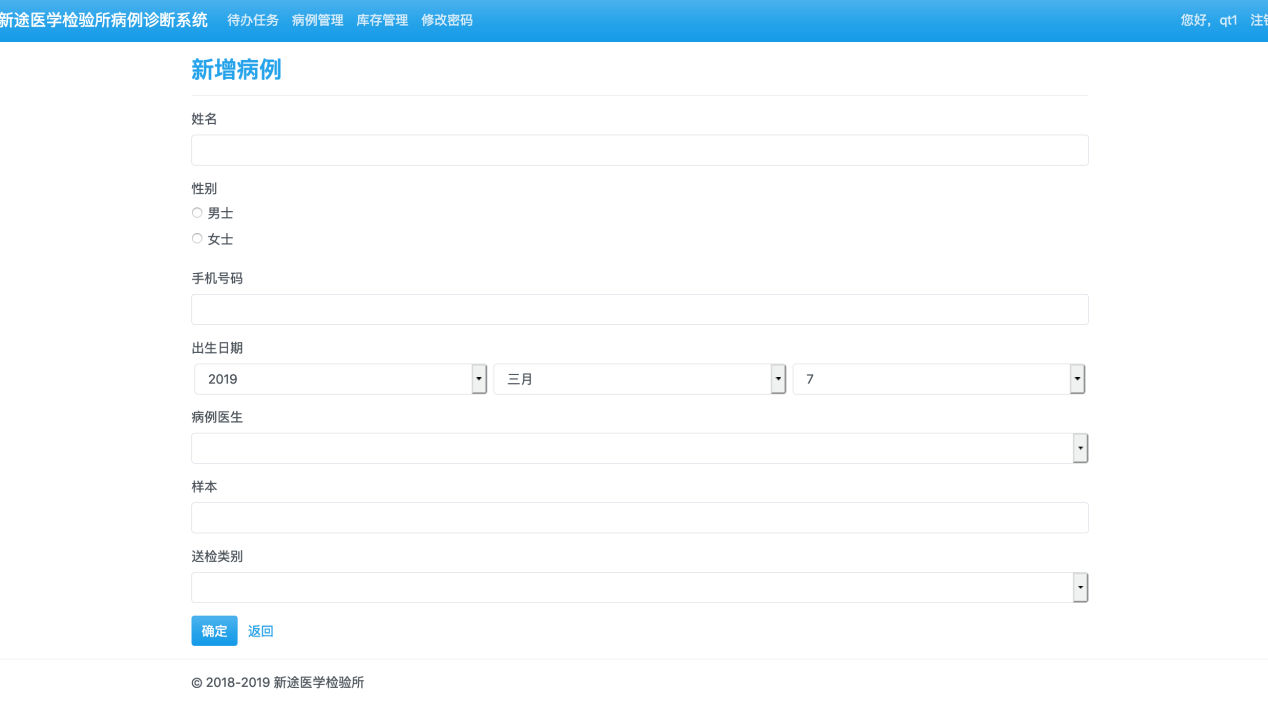 新途医学检验所病例诊断系统 待办任务 病例管理 库存管理 修改密码 您好，qt1
新增病例
姓名
性别
男士
女士
手机号码
出生日期
2019 三月 7
病例医生
样本
送检类别
确定 返回
© 2018-2019 新途医学检验所